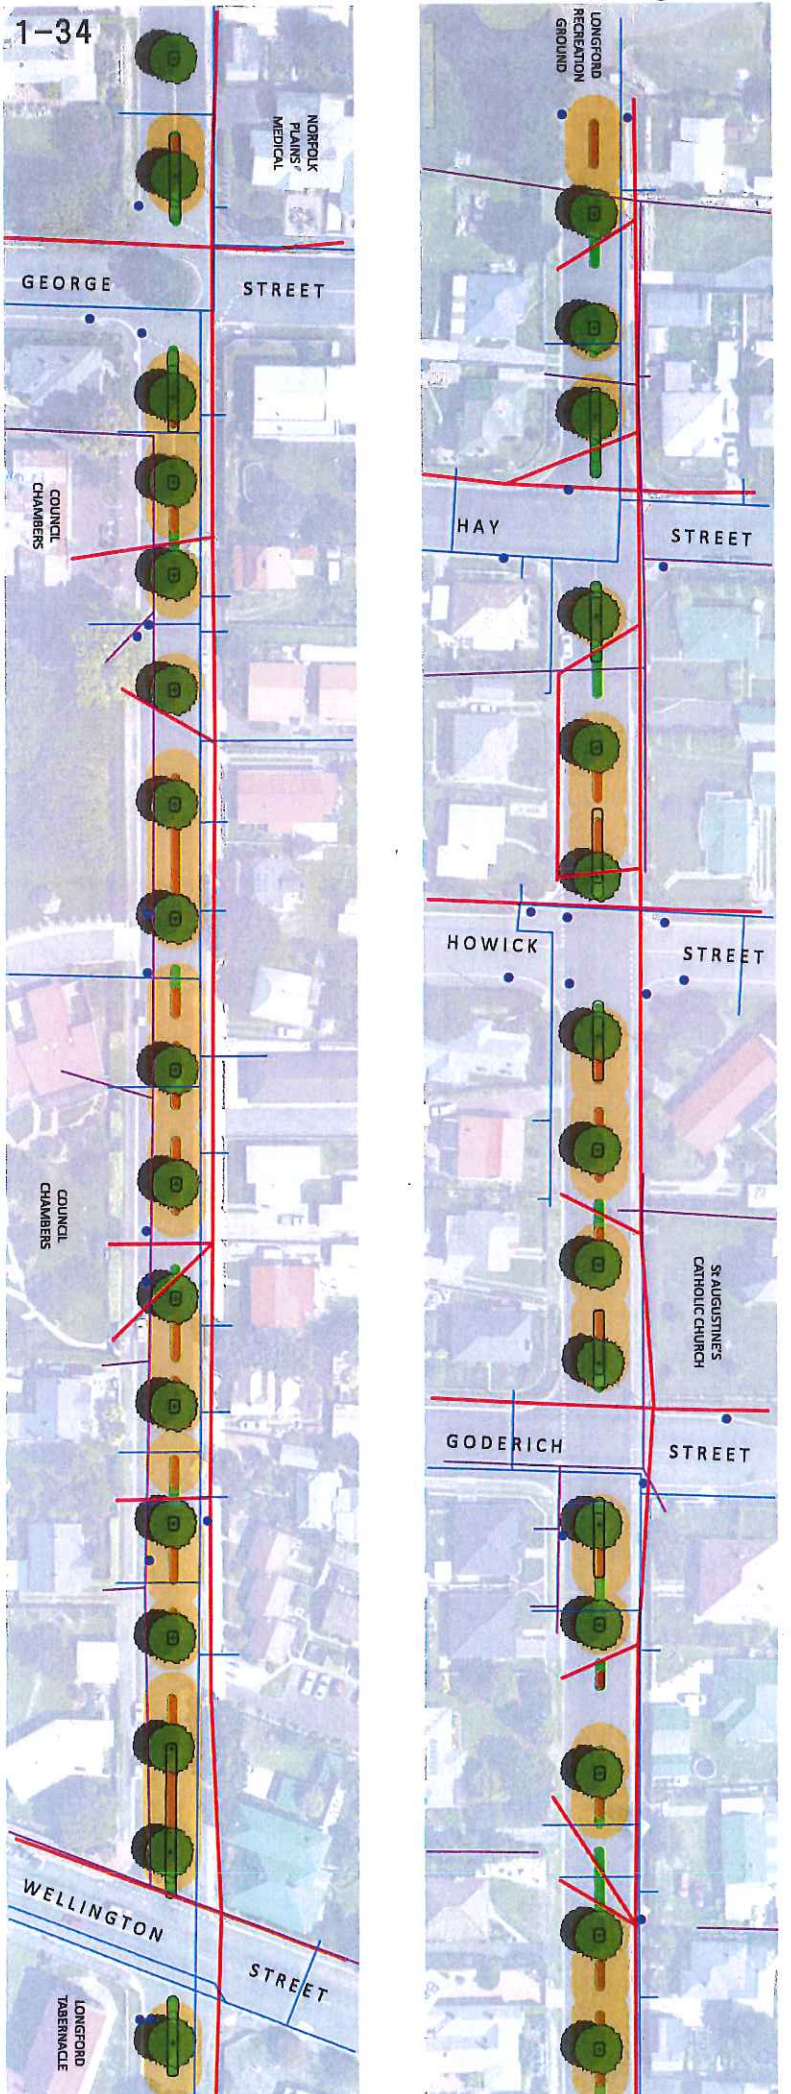 1-34
NORFOLK
PLAINS
MEDICAL
GEORGE STREET
COUNCIL
CHAMBERS
COUNCIL
CHAMBERS
WELLINGTON STREET
LONGFORD
TABERNACLE
LONGFORD
RECREATION
GROUND
HAY STREET
HOWICK STREET
St AUGUSTINE'S
CATHOLIC CHURCH
GODERICH STREET